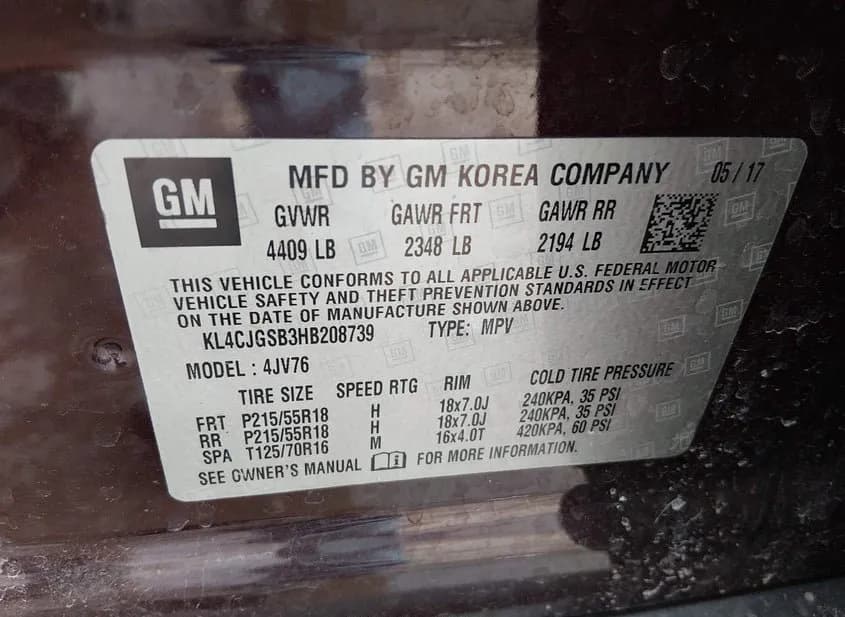 GM
MFD BY GM KOREA COMPANY 05/17
GVWR GAWR FRT GAWR RR
4409 LB 2348 LB 2194 LB
THIS VEHICLE CONFORMS TO ALL APPLICABLE U.S. FEDERAL MOTOR
VEHICLE SAFETY AND THEFT PREVENTION STANDARDS IN EFFECT
ON THE DATE OF MANUFACTURE SHOWN ABOVE.
KL4CJGSB3HB208739 TYPE: MPV
MODEL : 4JV76
TIRE SIZE SPEED RTG RIM COLD TIRE PRESSURE
FRT P215/55R18 H 18x7.0J 240KPA, 35 PSI
RR P215/55R18 H 18x7.0J 240KPA, 35 PSI
SPA T125/70R16 M 16x4.0T 420KPA, 60 PSI
SEE OWNER'S MANUAL FOR MORE INFORMATION.